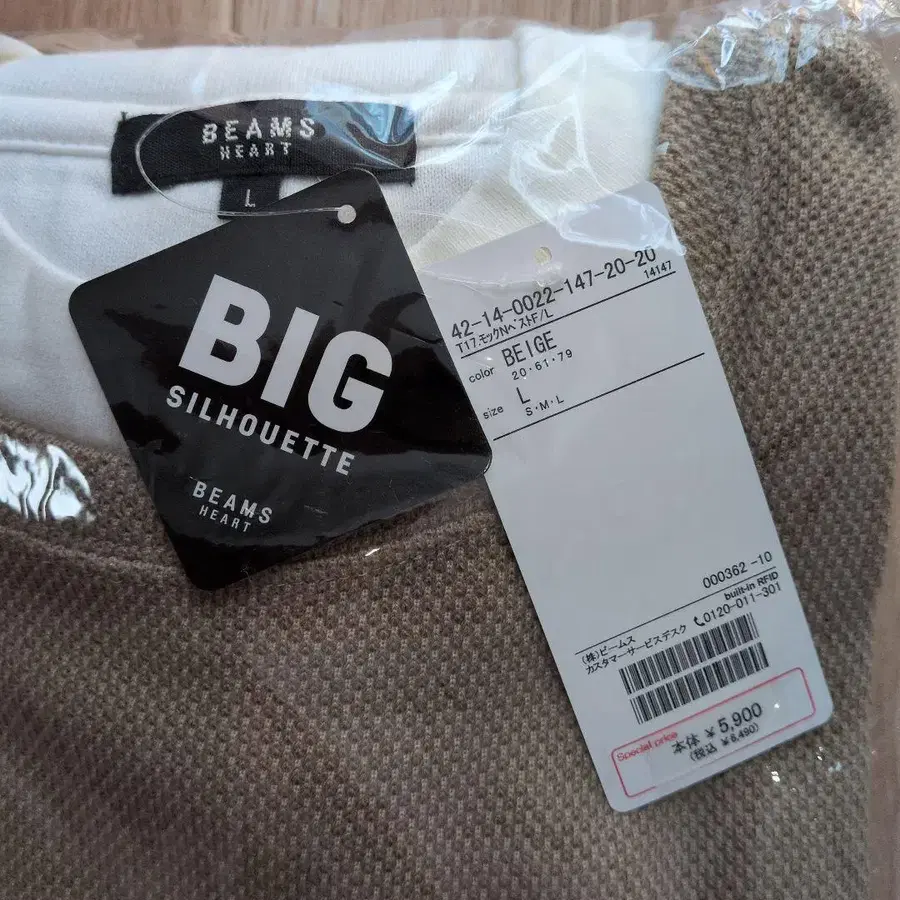 BEAMS
HEART
L
BIG
SILHOUETTE
BEAMS
HEART
42-14-0022-147-20-20
14147
T17.モックNベストF/L
color BEIGE
20・61・79
size L
S・M・L
000362 -10
built-in RFID
(株)ビームス
カスタマーサービスデスク 0120-011-301
Special price
本体 ¥5,900
(税込 ¥6,490)